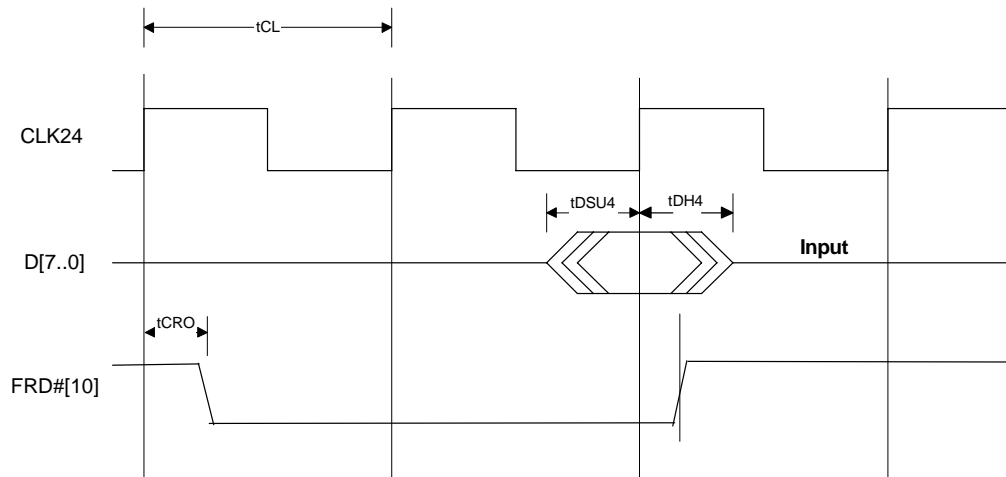 tCL
CLK24
tDSU4
tDH4
D[7..0]
Input
tCRO
FRD#[10]